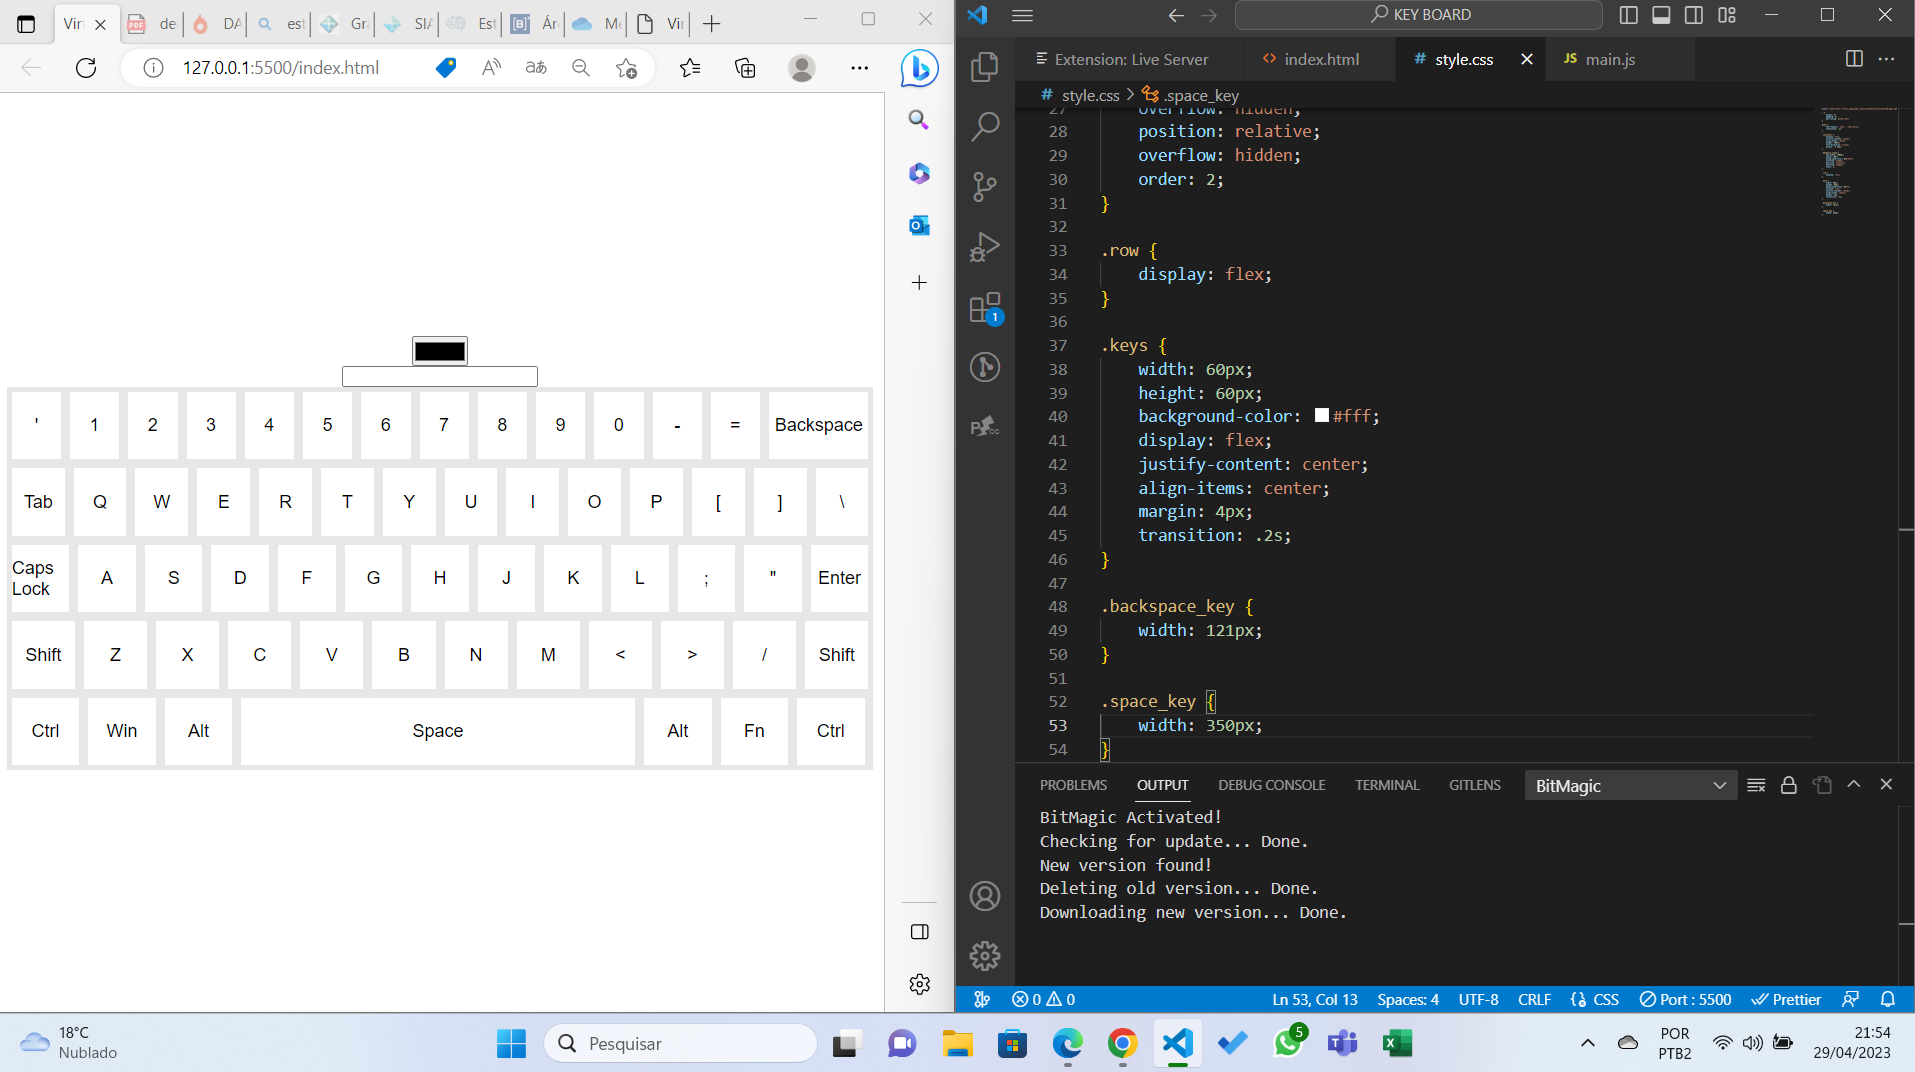 Vir
de
DA
est
Gr
SIA
Est
Ár
Me
Vir
127.0.0.1:5500/index.html
'
1
2
3
4
5
6
7
8
9
0
-
=
Backspace
Tab
Q
W
E
R
T
Y
U
I
O
P
[
]
\
Caps
Lock
A
S
D
F
G
H
J
K
L
;
"
Enter
Shift
Z
X
C
V
B
N
M
<
>
/
Shift
Ctrl
Win
Alt
Space
Alt
Fn
Ctrl
KEY BOARD
Extension: Live Server
index.html
style.css
JS main.js
# style.css > .space_key
27 overflow: hidden;
28 position: relative;
29 overflow: hidden;
30 order: 2;
31 }
32
33 .row {
34 display: flex;
35 }
36
37 .keys {
38 width: 60px;
39 height: 60px;
40 background-color: #fff;
41 display: flex;
42 justify-content: center;
43 align-items: center;
44 margin: 4px;
45 transition: .2s;
46 }
47
48 .backspace_key {
49 width: 121px;
50 }
51
52 .space_key {
53 width: 350px;
54 }
1
PROBLEMS
OUTPUT
DEBUG CONSOLE
TERMINAL
GITLENS
BitMagic
BitMagic Activated!
Checking for update... Done.
New version found!
Deleting old version... Done.
Downloading new version... Done.
0 0
Ln 53, Col 13
Spaces: 4
UTF-8
CRLF
CSS
Port : 5500
Prettier
18°C
Nublado
Pesquisar
5
POR
PTB2
21:54
29/04/2023